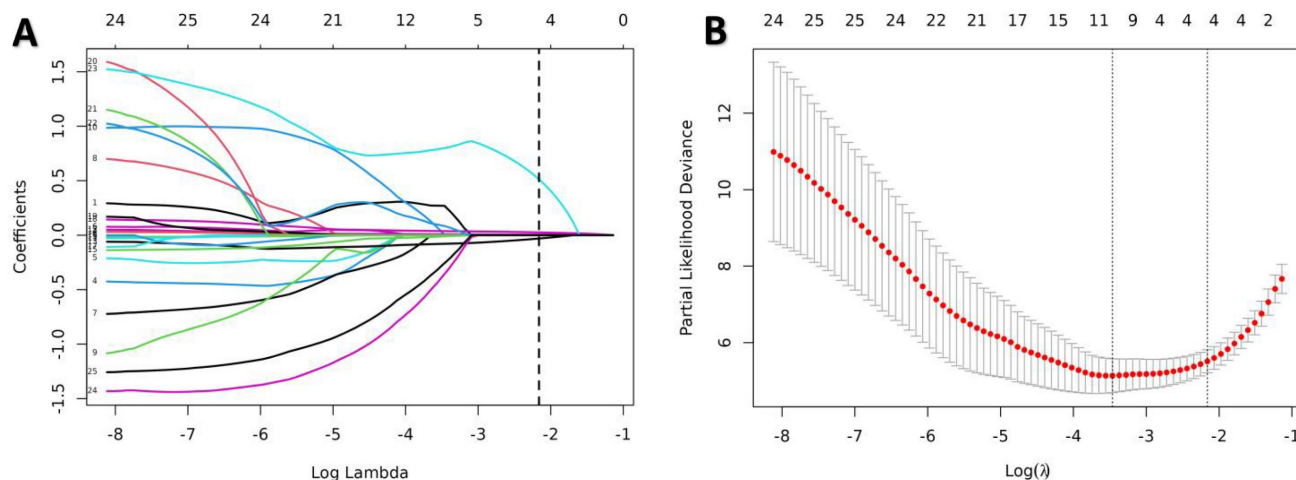 A
24 25 24 21 12 5 4 0
Coefficients
1.5
1.0
0.5
0.0
-0.5
-1.0
-1.5
20
23
21
22
10
8
1
5
4
7
9
25
24
-8 -7 -6 -5 -4 -3 -2 -1
Log Lambda
B
24 25 25 24 22 21 17 15 11 9 4 4 4 4 2
Partial Likelihood Deviance
12
10
8
6
-8 -7 -6 -5 -4 -3 -2 -1
Log(λ)